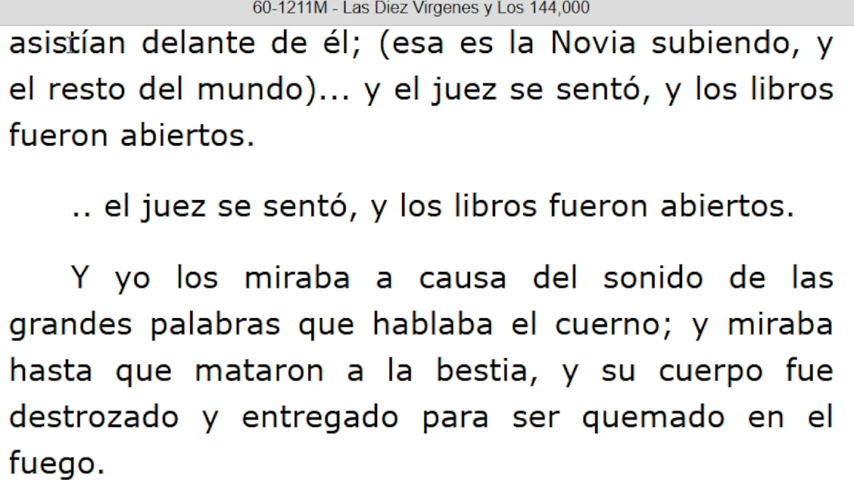 60-1211M - Las Diez Virgenes y Los 144,000
asistían delante de él; (esa es la Novia subiendo, y
el resto del mundo)... y el juez se sentó, y los libros
fueron abiertos.
.. el juez se sentó, y los libros fueron abiertos.
Y yo los miraba a causa del sonido de las
grandes palabras que hablaba el cuerno; y miraba
hasta que mataron a la bestia, y su cuerpo fue
destrozado y entregado para ser quemado en el
fuego.